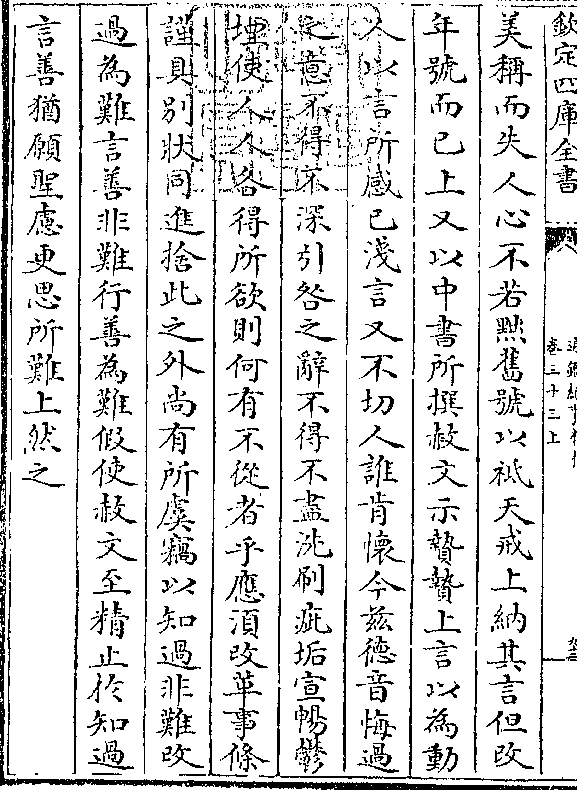 欽定四庫全書
卷三十三上
美稱而失人心不若黜舊號以祗天戒上納其言但改
年號而已上又以中書所撰赦文示贄贄上言以為動
人以言所感已淺言又不切人誰肯懷今茲德音悔過
之意不得不深引咎之辭不得不盡洗刷疵垢宣暢鬱
堙使人人各得所欲則何有不從者乎應湏改革事條
謹具別狀同進捨此之外尚有所虞竊以知過非難改
過為難言善非難行善為難假使赦文至精止於知過
言善猶願聖慮更思所難上然之